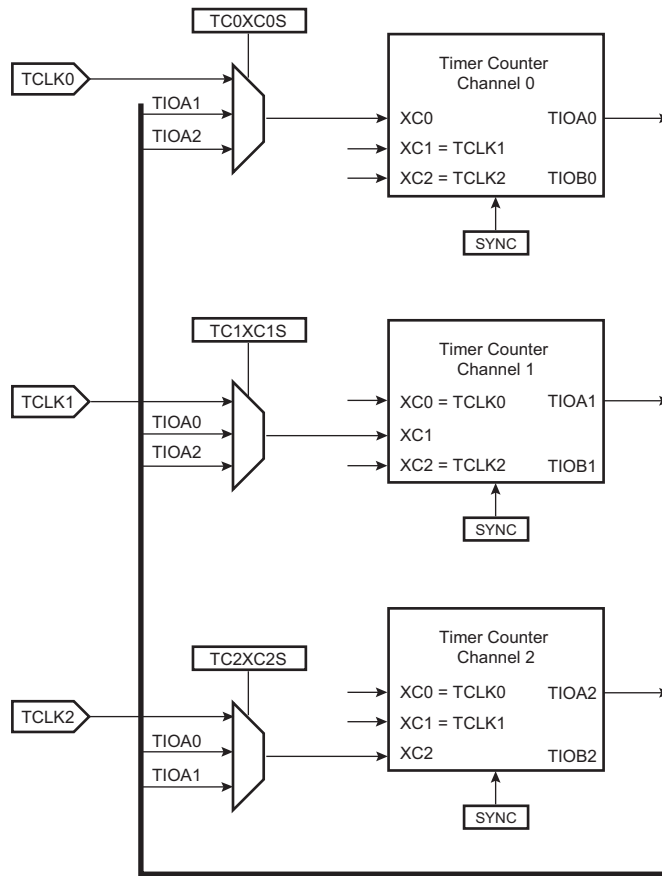 TC0XC0S
TCLK0
TIOA1
TIOA2
Timer Counter
Channel 0
XC0
TIOA0
XC1 = TCLK1
XC2 = TCLK2
TIOB0
SYNC
TC1XC1S
TCLK1
TIOA0
TIOA2
Timer Counter
Channel 1
XC0 = TCLK0
TIOA1
XC1
XC2 = TCLK2
TIOB1
SYNC
TC2XC2S
TCLK2
TIOA0
TIOA1
Timer Counter
Channel 2
XC0 = TCLK0
TIOA2
XC1 = TCLK1
XC2
TIOB2
SYNC